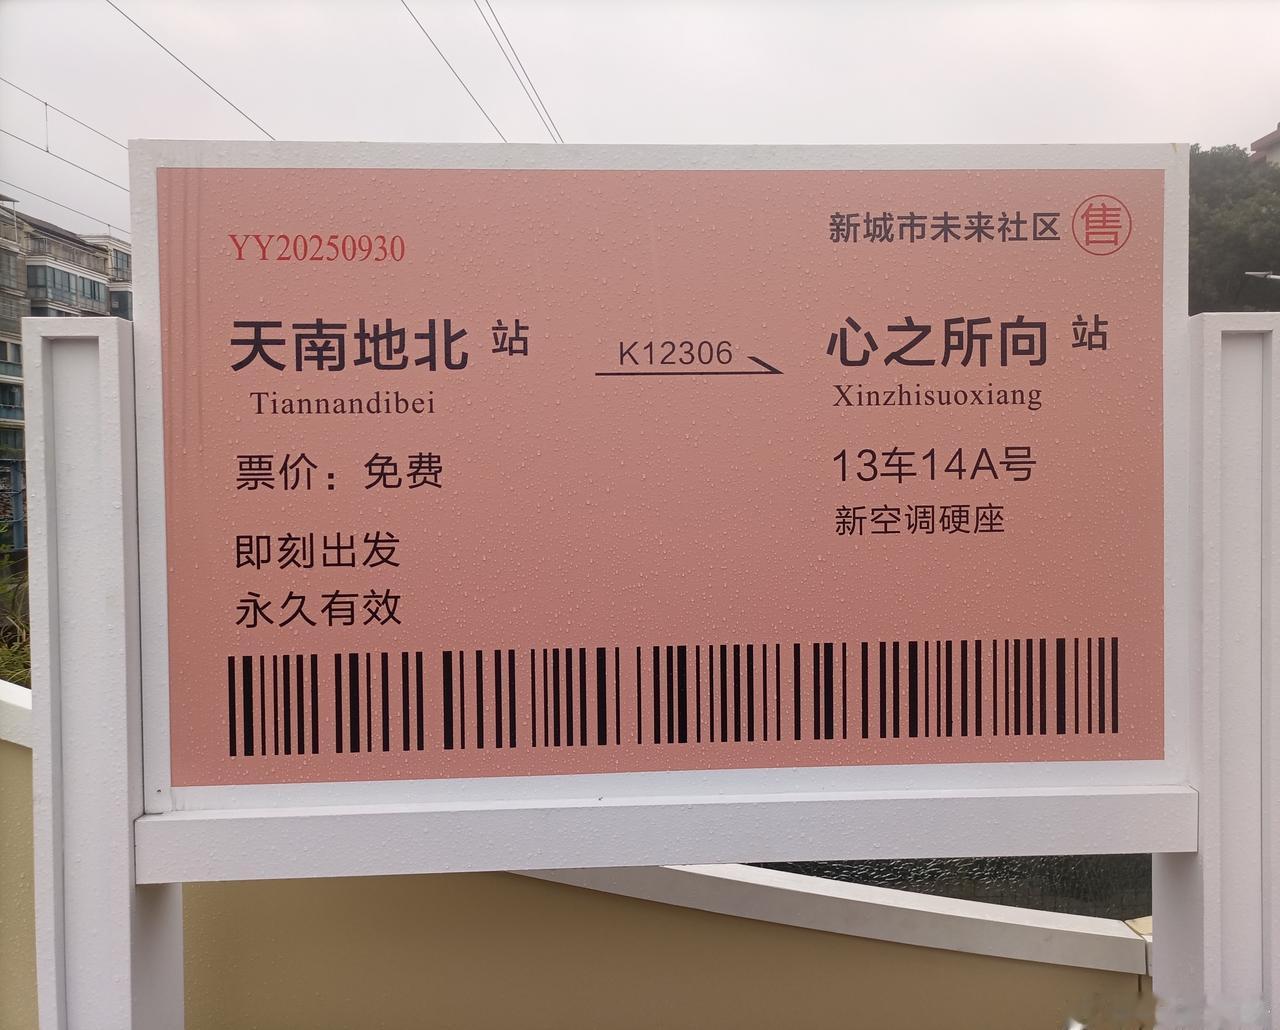 YY20250930
新城市未来社区 售
天南地北 站
K12306
心之所向 站
Tiannandibei
Xinzhisuoxiang
票价：免费
13车14A号
新空调硬座
即刻出发
永久有效